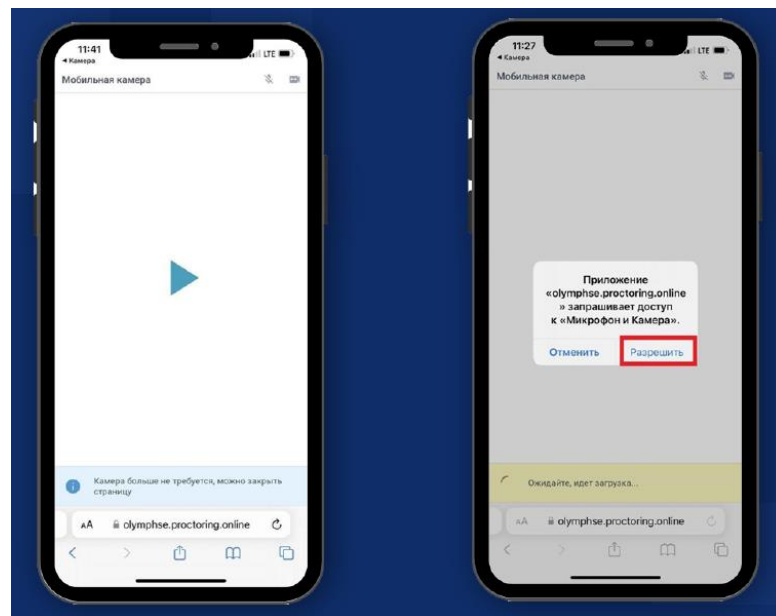 11:41
LTE
◀ Камера
Мобильная камера
Камера больше не требуется, можно закрыть
страницу
AA olymphse.proctoring.online
11:27
LTE
◀ Камера
Мобильная камера
Приложение
«olymphse.proctoring.online
» запрашивает доступ
к «Микрофон и Камера».
Отменить Разрешить
Ожидайте, идет загрузка...
AA olymphse.proctoring.online